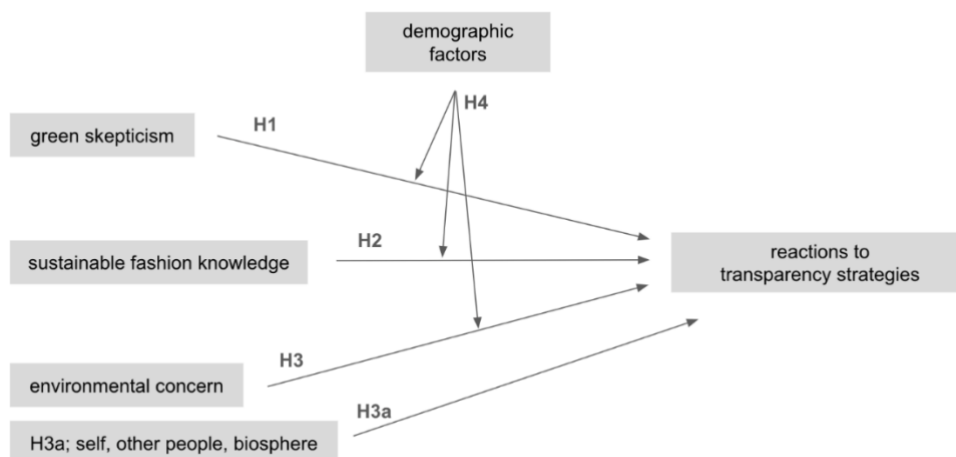 demographic
factors
H4
H1
green skepticism
H2
sustainable fashion knowledge
reactions to
transparency strategies
H3
environmental concern
H3a
H3a; self, other people, biosphere